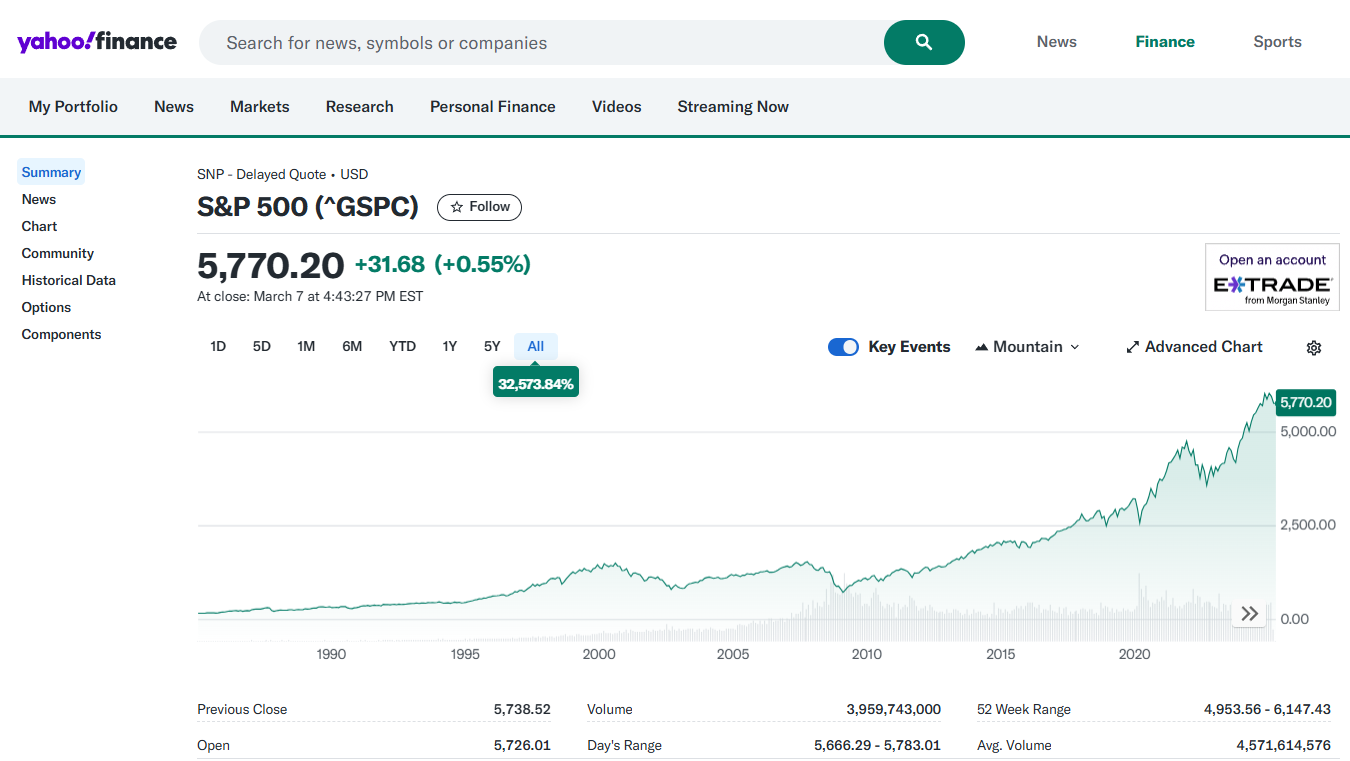 yahoo!finance
Search for news, symbols or companies
News Finance Sports
My Portfolio News Markets Research Personal Finance Videos Streaming Now
Summary
News
Chart
Community
Historical Data
Options
Components
SNP - Delayed Quote • USD
S&P 500 (^GSPC) Follow
5,770.20 +31.68 (+0.55%)
At close: March 7 at 4:43:27 PM EST
Open an account
E*TRADE
from Morgan Stanley
1D 5D 1M 6M YTD 1Y 5Y All Key Events Mountain Advanced Chart
32,573.84%
5,770.20
5,000.00
2,500.00
0.00
1990 1995 2000 2005 2010 2015 2020
Previous Close 5,738.52 Volume 3,959,743,000 52 Week Range 4,953.56 - 6,147.43
Open 5,726.01 Day's Range 5,666.29 - 5,783.01 Avg. Volume 4,571,614,576